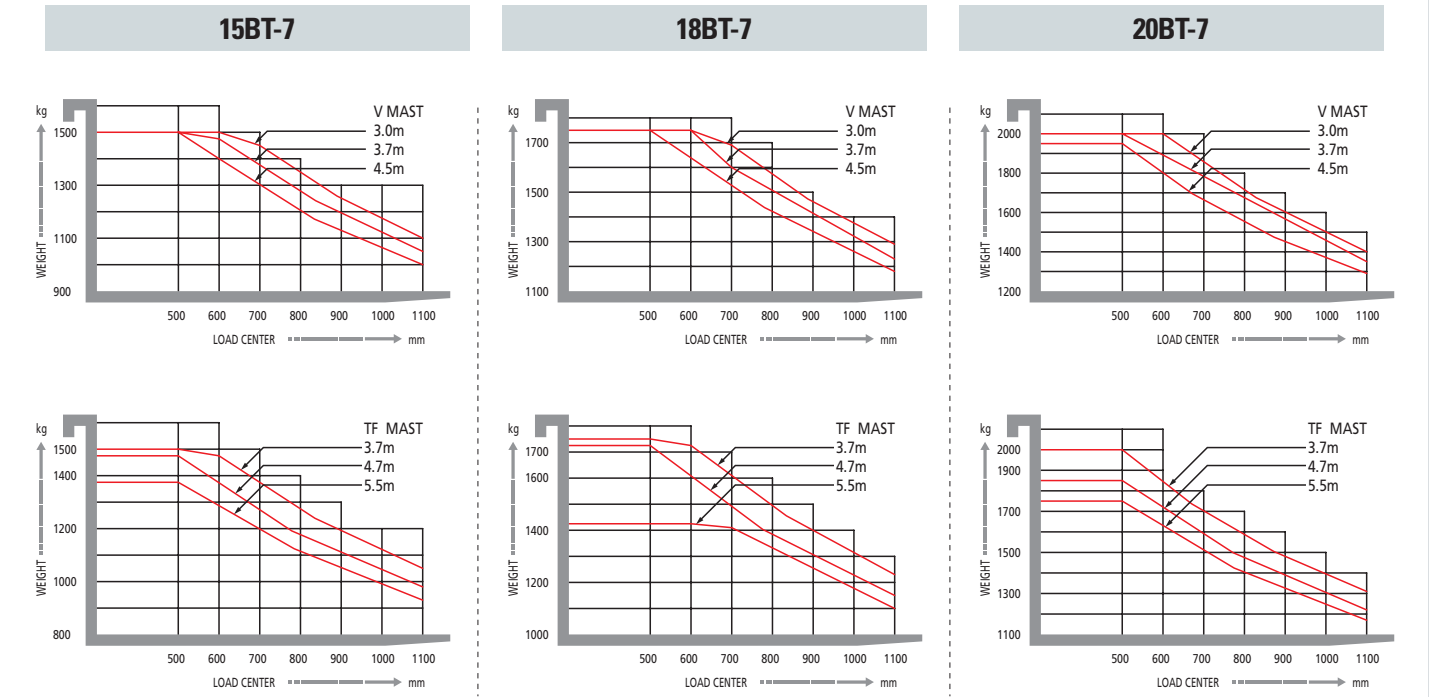 15BT-7
18BT-7
20BT-7
kg
V MAST
1500
3.0m
3.7m
4.5m
1300
1100
900
WEIGHT
500 600 700 800 900 1000 1100
LOAD CENTER mm
kg
V MAST
1700
3.0m
3.7m
4.5m
1500
1300
1100
WEIGHT
500 600 700 800 900 1000 1100
LOAD CENTER mm
kg
V MAST
2000
3.0m
3.7m
4.5m
1800
1600
1400
1200
WEIGHT
500 600 700 800 900 1000 1100
LOAD CENTER mm
kg
TF MAST
1500
3.7m
4.7m
1400
5.5m
1200
1000
800
WEIGHT
500 600 700 800 900 1000 1100
LOAD CENTER mm
kg
TF MAST
1700
3.7m
4.7m
1600
5.5m
1400
1200
1000
WEIGHT
500 600 700 800 900 1000 1100
LOAD CENTER mm
kg
TF MAST
2000
3.7m
1900
4.7m
5.5m
1700
1500
1300
1100
WEIGHT
500 600 700 800 900 1000 1100
LOAD CENTER mm